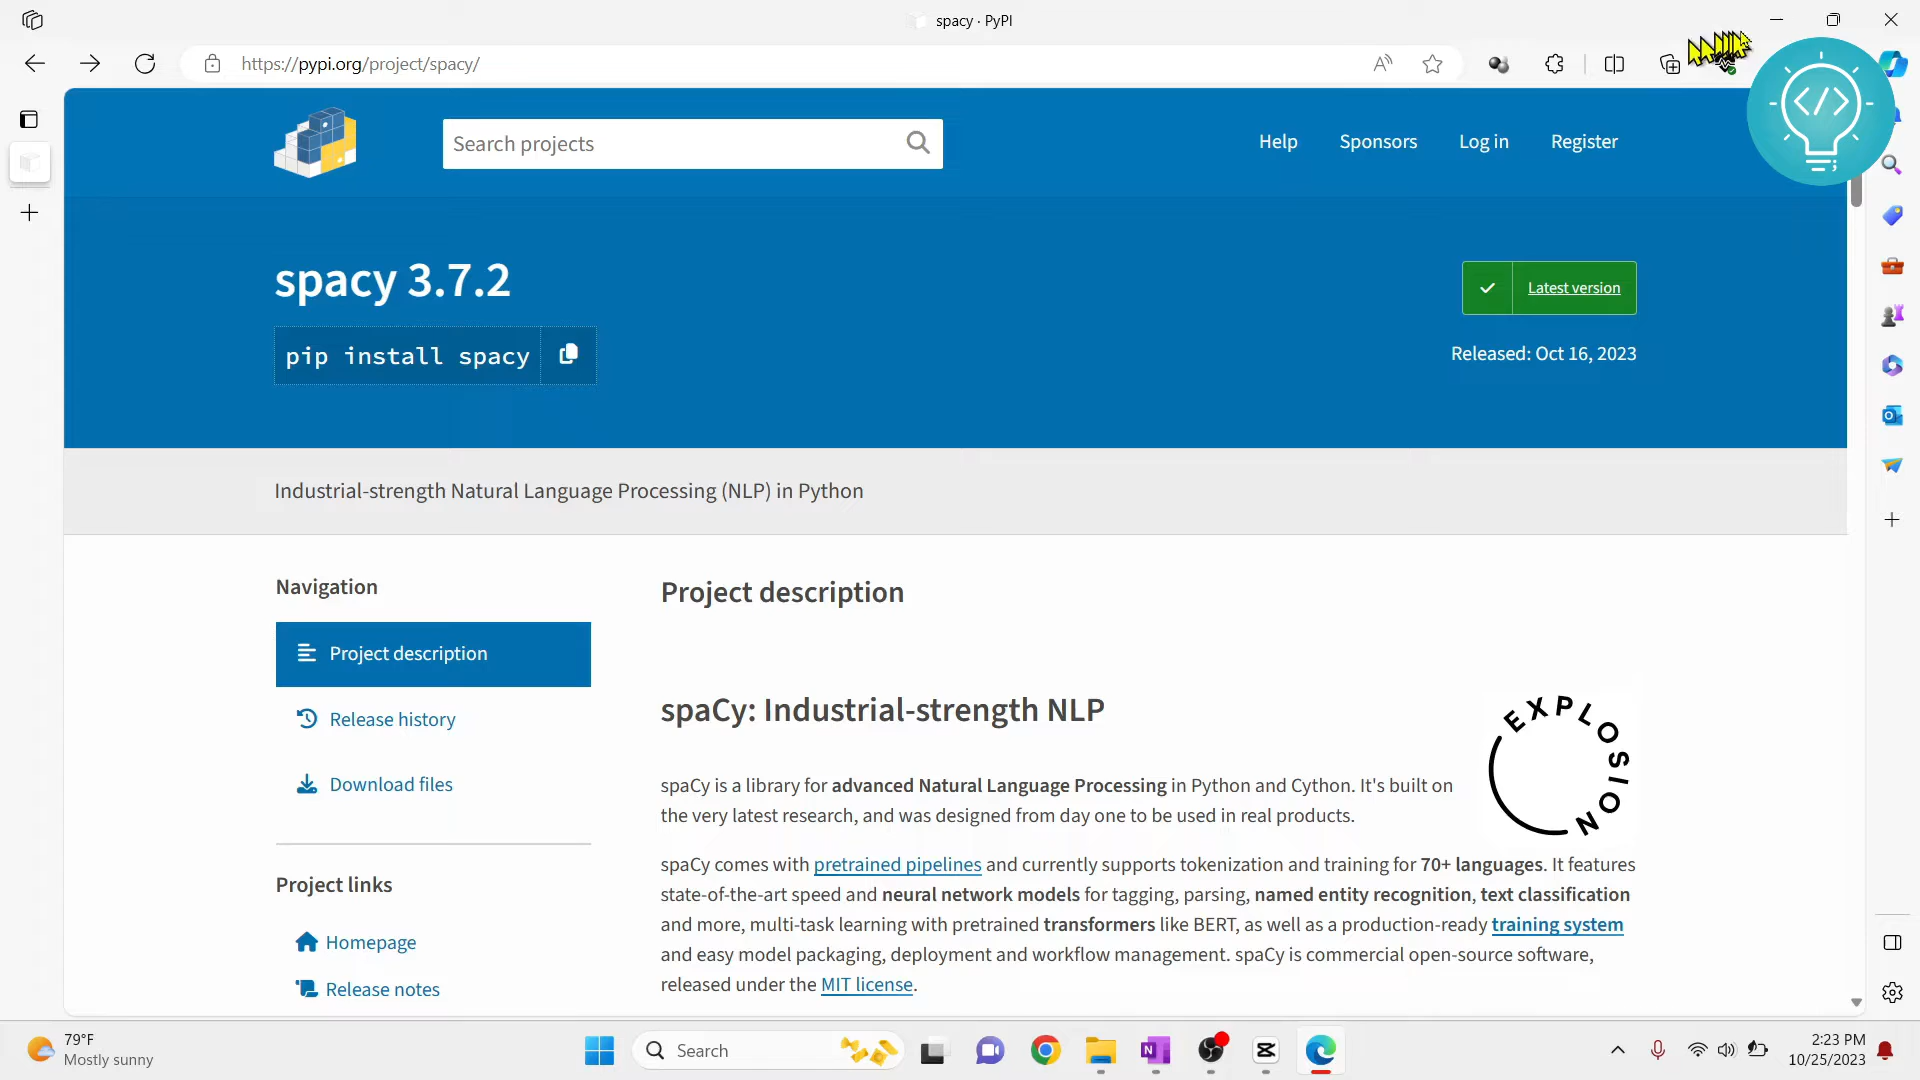 spacy · PyPI
https://pypi.org/project/spacy/
Search projects
Help
Sponsors
Log in
Register
</>
;
spacy 3.7.2
Latest version
pip install spacy
Released: Oct 16, 2023
Industrial-strength Natural Language Processing (NLP) in Python
Navigation
Project description
Release history
Download files
Project links
Homepage
Release notes
Project description
spaCy: Industrial-strength NLP
EXPLOSION
spaCy is a library for advanced Natural Language Processing in Python and Cython. It's built on
the very latest research, and was designed from day one to be used in real products.
spaCy comes with pretrained pipelines and currently supports tokenization and training for 70+ languages. It features
state-of-the-art speed and neural network models for tagging, parsing, named entity recognition, text classification
and more, multi-task learning with pretrained transformers like BERT, as well as a production-ready training system
and easy model packaging, deployment and workflow management. spaCy is commercial open-source software,
released under the MIT license.
79°F
Mostly sunny
Search
2:23 PM
10/25/2023